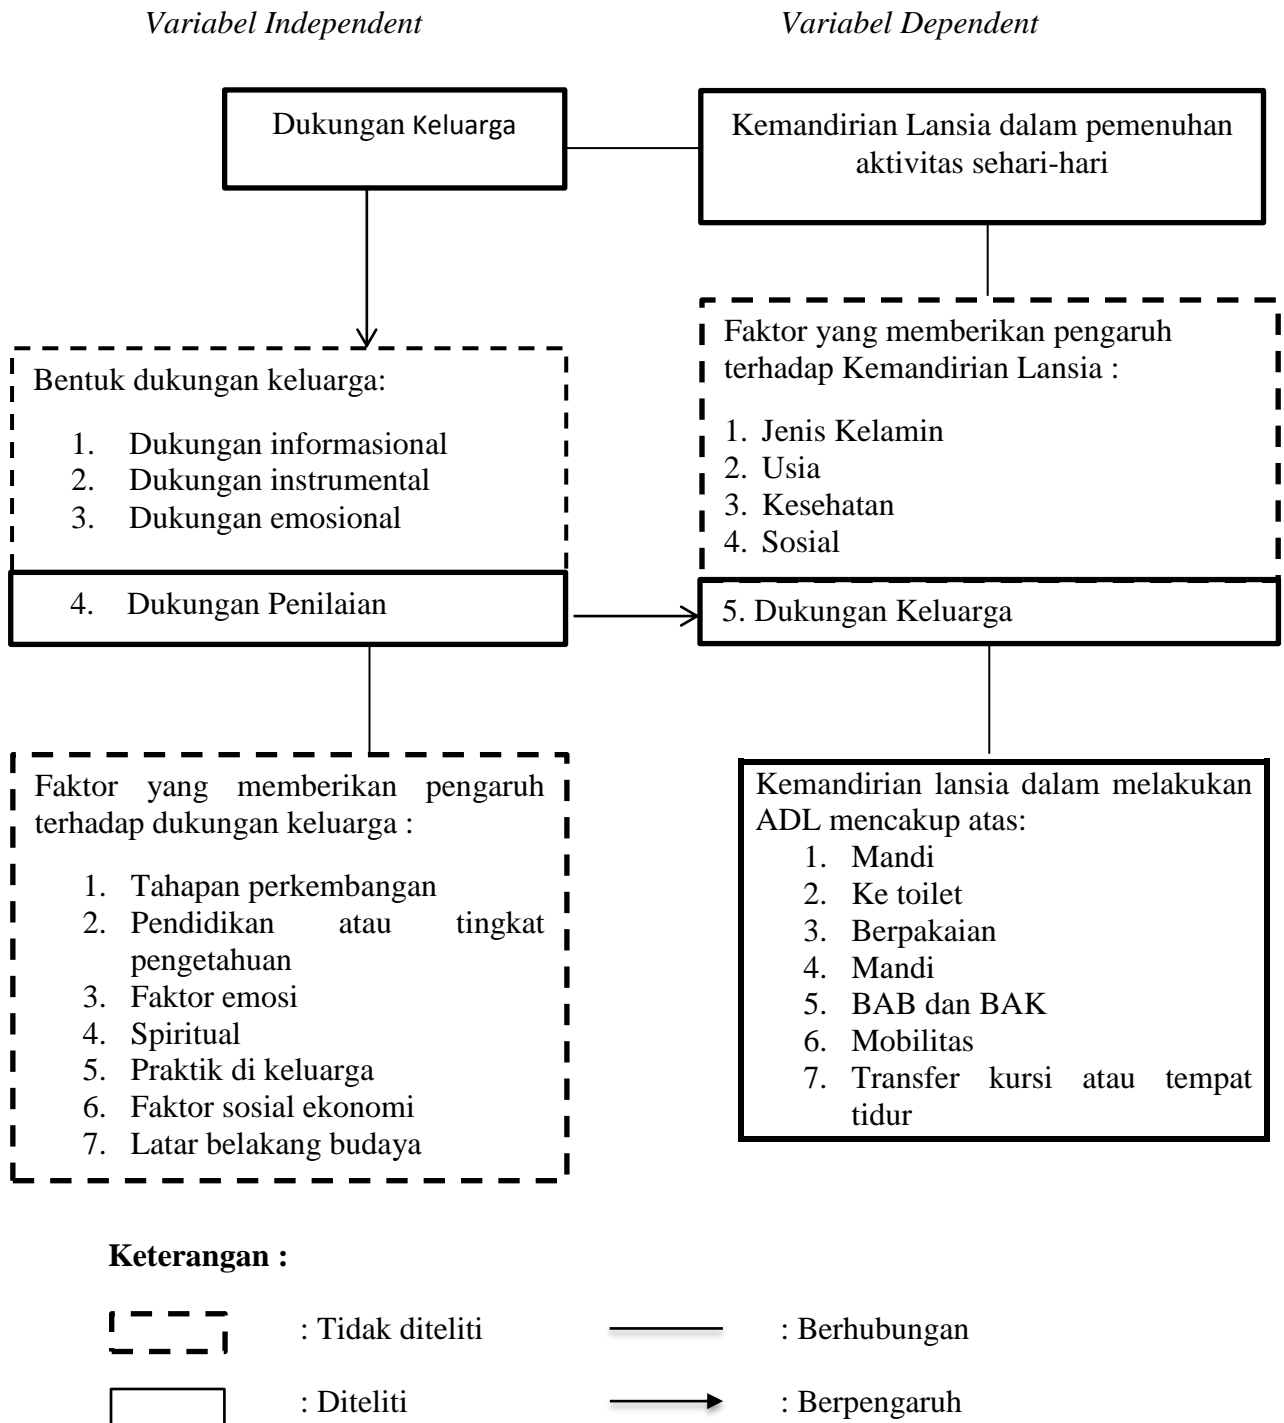 Variabel Independent
Variabel Dependent
Dukungan Keluarga
Kemandirian Lansia dalam pemenuhan
aktivitas sehari-hari
Bentuk dukungan keluarga:
1. Dukungan informasional
2. Dukungan instrumental
3. Dukungan emosional
4. Dukungan Penilaian
Faktor yang memberikan pengaruh
terhadap Kemandirian Lansia :
1. Jenis Kelamin
2. Usia
3. Kesehatan
4. Sosial
5. Dukungan Keluarga
Faktor yang memberikan pengaruh
terhadap dukungan keluarga :
1. Tahapan perkembangan
2. Pendidikan atau tingkat
pengetahuan
3. Faktor emosi
4. Spiritual
5. Praktik di keluarga
6. Faktor sosial ekonomi
7. Latar belakang budaya
Kemandirian lansia dalam melakukan
ADL mencakup atas:
1. Mandi
2. Ke toilet
3. Berpakaian
4. Mandi
5. BAB dan BAK
6. Mobilitas
7. Transfer kursi atau tempat
tidur
Keterangan :
: Tidak diteliti
: Berhubungan
: Diteliti
: Berpengaruh